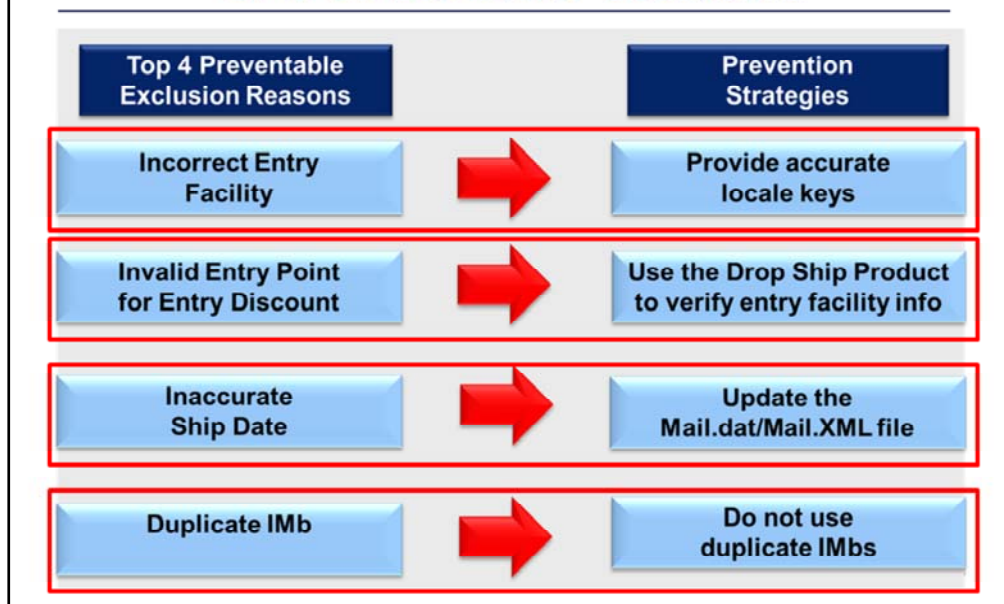 Top 4 Preventable
Exclusion Reasons
Prevention
Strategies
Incorrect Entry
Facility
Provide accurate
locale keys
Invalid Entry Point
for Entry Discount
Use the Drop Ship Product
to verify entry facility info
Inaccurate
Ship Date
Update the
Mail.dat/Mail.XML file
Duplicate IMb
Do not use
duplicate IMbs